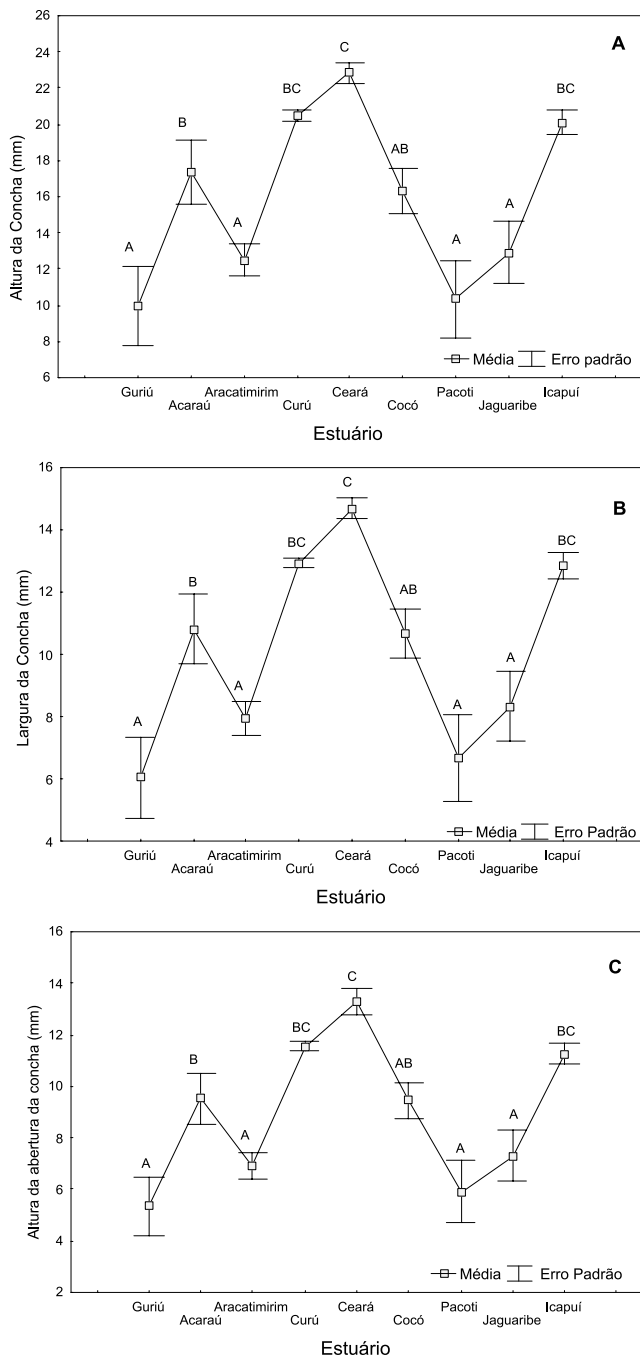 A
Altura da Concha (mm)
26
24
22
20
18
16
14
12
10
8
6
A
B
A
BC
C
AB
A
A
BC
Média
Erro padrão
Guriú
Acaraú
Aracatimirim
Curú
Ceará
Cocó
Pacoti
Jaguaribe
Icapuí
Estuário
B
Largura da Concha (mm)
16
14
12
10
8
6
4
A
B
A
BC
C
AB
A
A
BC
Média
Erro Padrão
Guriú
Acaraú
Aracatimirim
Curú
Ceará
Cocó
Pacoti
Jaguaribe
Icapuí
Estuário
C
Altura da abertura da concha (mm)
16
14
12
10
8
6
4
2
A
B
A
BC
C
AB
A
A
BC
Média
Erro Padrão
Guriú
Acaraú
Aracatimirim
Curú
Ceará
Cocó
Pacoti
Jaguaribe
Icapuí
Estuário